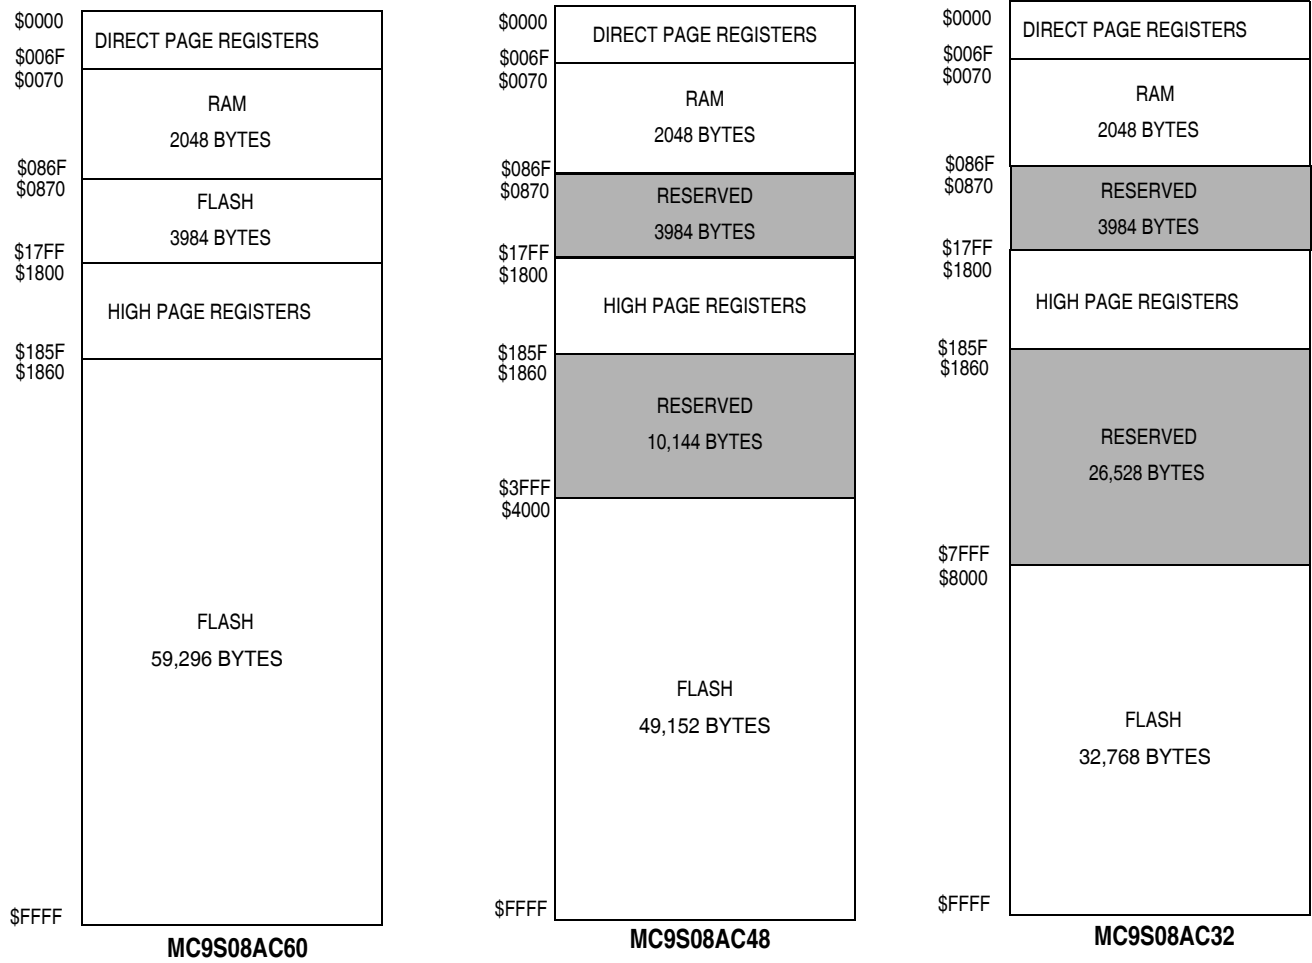 $0000
DIRECT PAGE REGISTERS
$006F
$0070
RAM
2048 BYTES
$086F
$0870
FLASH
3984 BYTES
$17FF
$1800
HIGH PAGE REGISTERS
$185F
$1860
FLASH
59,296 BYTES
$FFFF
MC9S08AC60
$0000
DIRECT PAGE REGISTERS
$006F
$0070
RAM
2048 BYTES
$086F
$0870
RESERVED
3984 BYTES
$17FF
$1800
HIGH PAGE REGISTERS
$185F
$1860
RESERVED
10,144 BYTES
$3FFF
$4000
FLASH
49,152 BYTES
$FFFF
MC9S08AC48
$0000
DIRECT PAGE REGISTERS
$006F
$0070
RAM
2048 BYTES
$086F
$0870
RESERVED
3984 BYTES
$17FF
$1800
HIGH PAGE REGISTERS
$185F
$1860
RESERVED
26,528 BYTES
$7FFF
$8000
FLASH
32,768 BYTES
$FFFF
MC9S08AC32